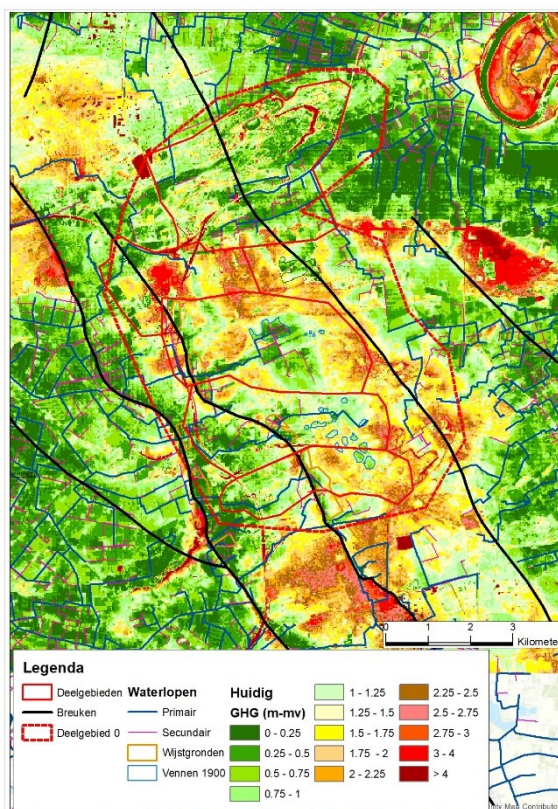 0 1 2 3
Kilometer
Legenda
Deelgebieden
Breuken
Deelgebied 0
Waterlopen
Primair
Secundair
Wijstgronden
Vennen 1900
Huidig
GHG (m-mv)
0 - 0.25
0.25 - 0.5
0.5 - 0.75
0.75 - 1
1 - 1.25
1.25 - 1.5
1.5 - 1.75
1.75 - 2
2 - 2.25
2.25 - 2.5
2.5 - 2.75
2.75 - 3
3 - 4
> 4